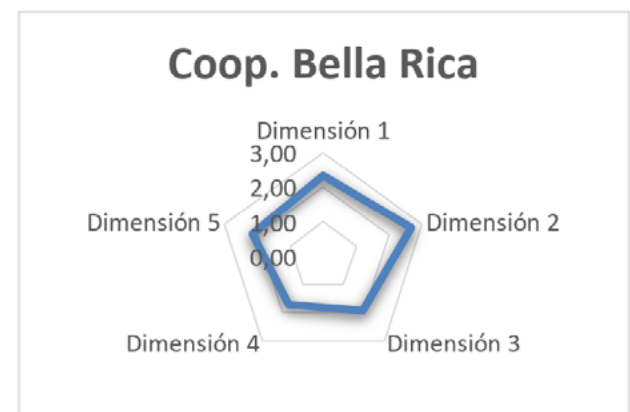 Coop. Bella Rica
Dimensión 1
3,00
2,00
Dimensión 5
1,00
Dimensión 2
0,00
Dimensión 4
Dimensión 3